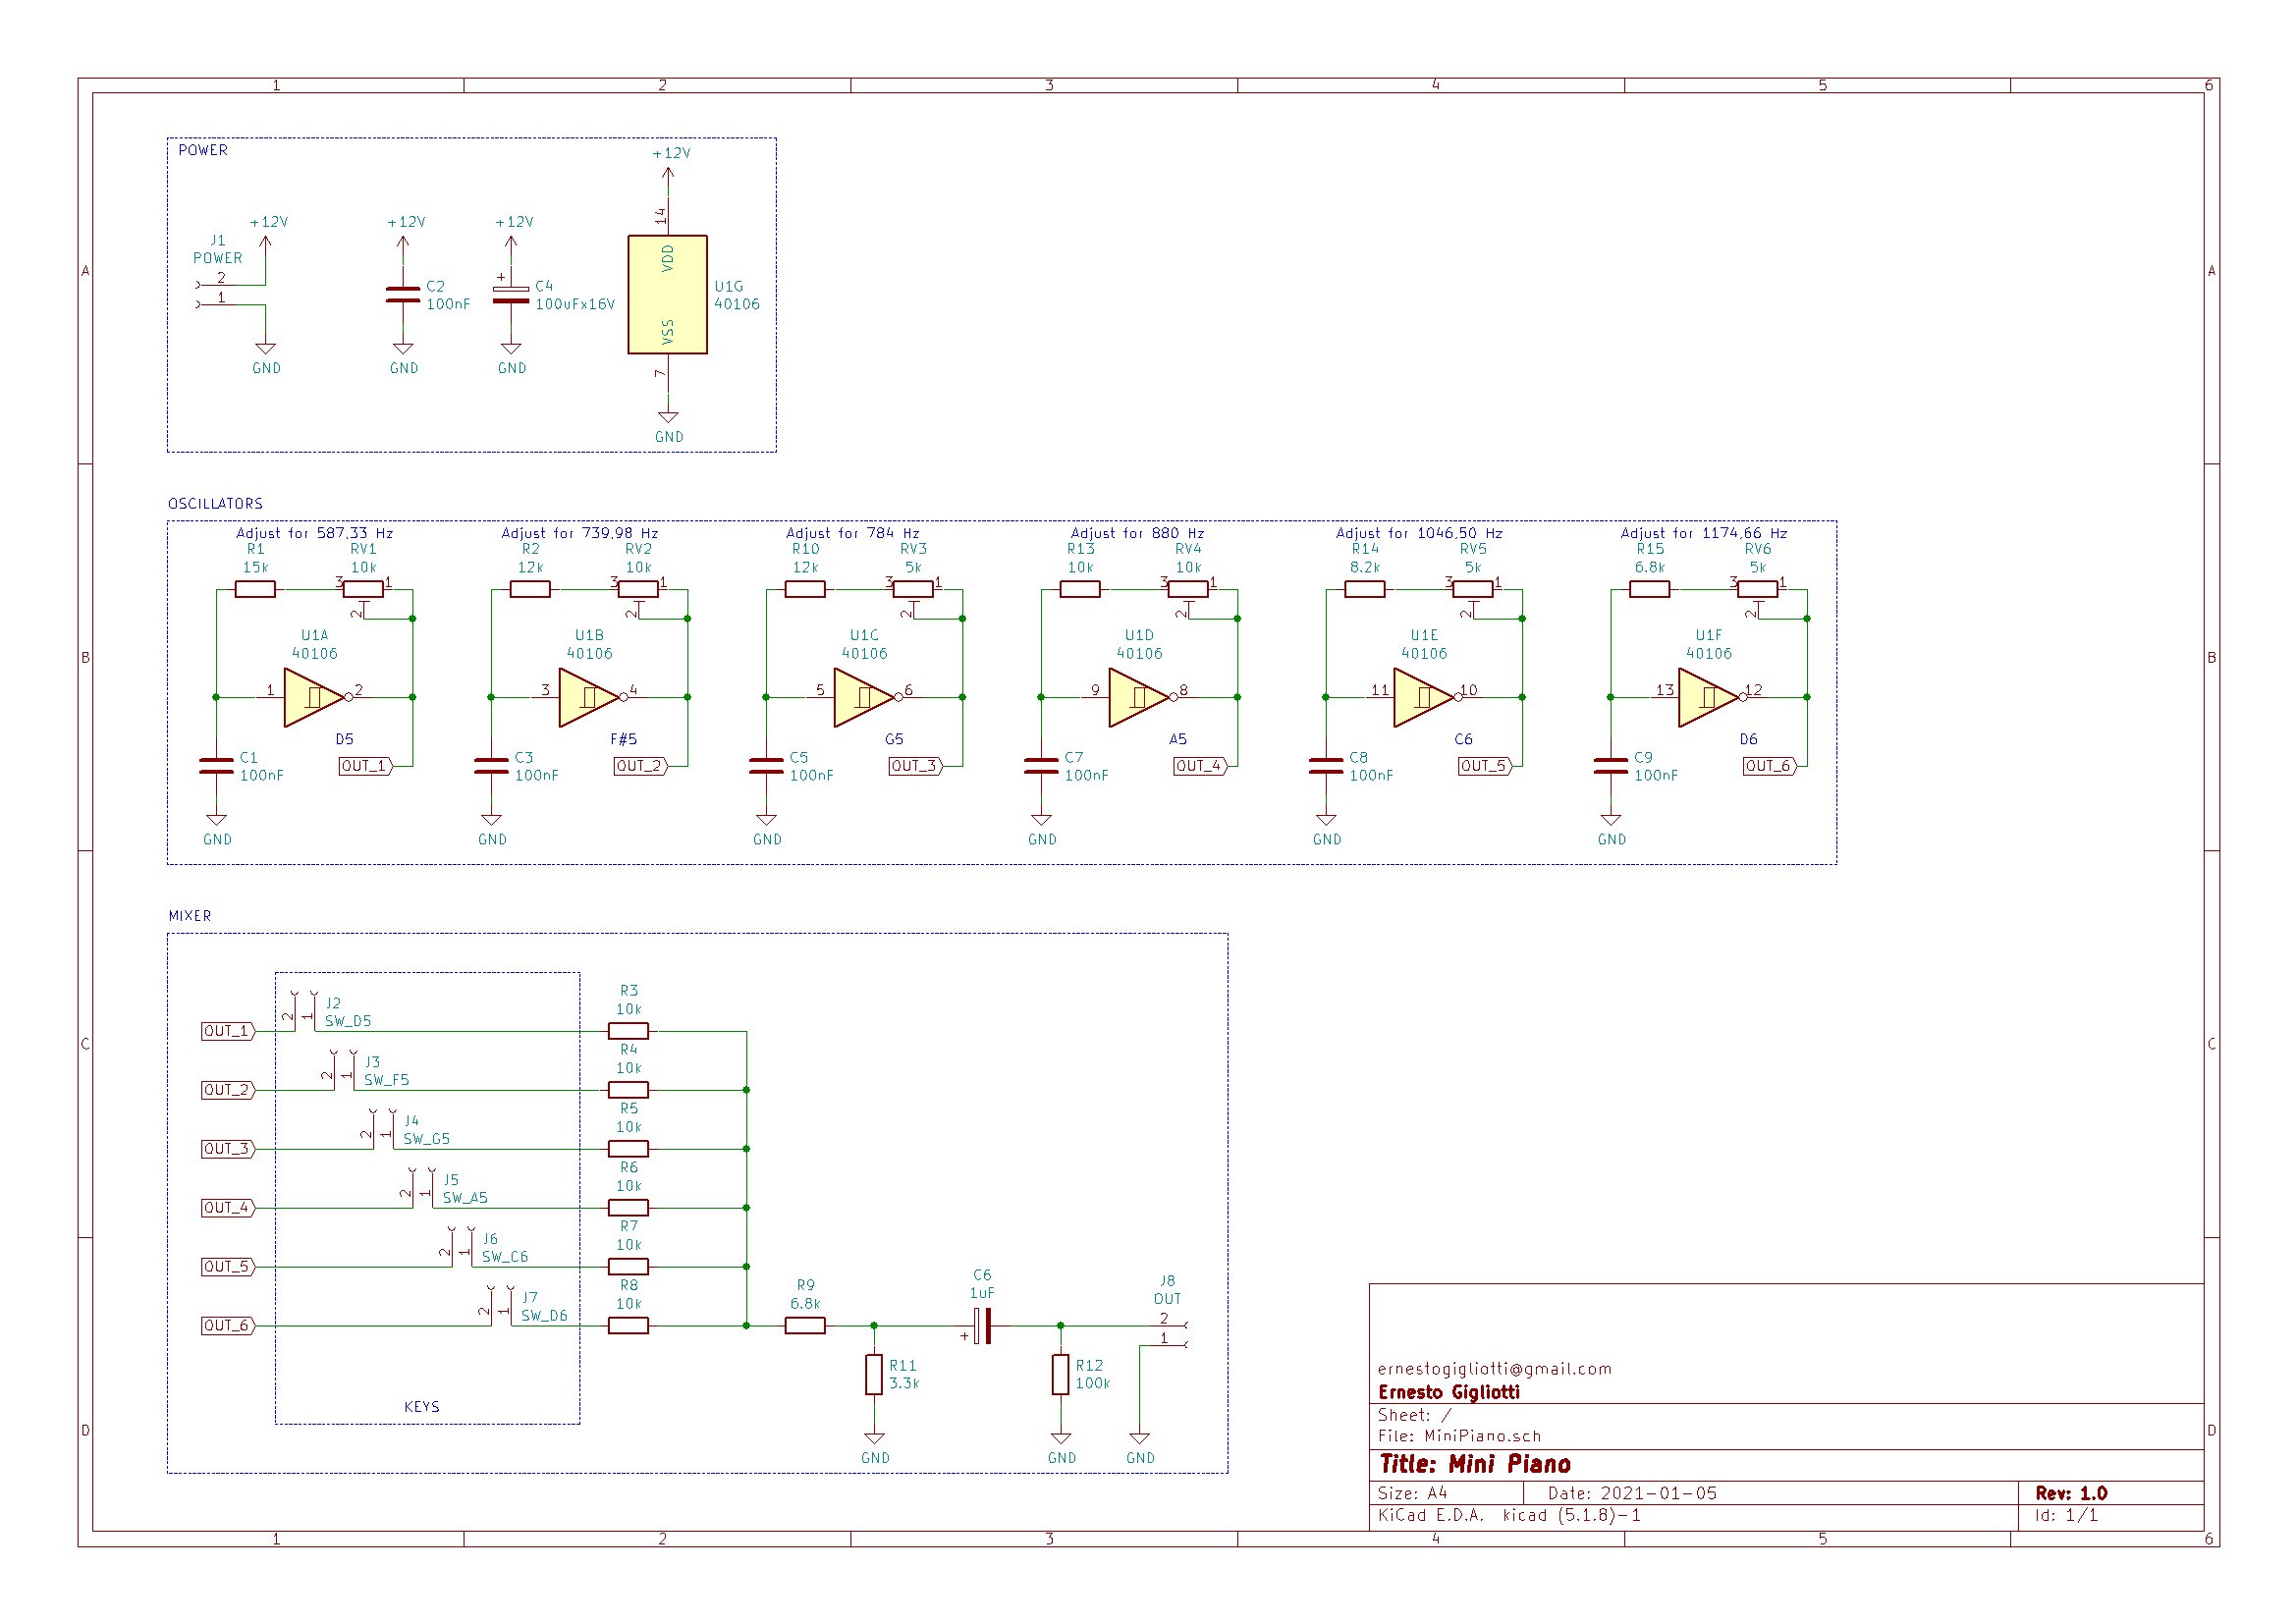 1 2 3 4 5 6
A A
B B
C C
D D
POWER
+12V
+12V +12V +12V
J1
POWER
2
1
GND
C2
100nF
GND
+
C4
100uFx16V
GND
14
VDD
U1G
40106
VSS
7
GND
OSCILLATORS
Adjust for 587,33 Hz
R1 RV1
15k 10k
3 1
2
U1A
40106
1 2
D5
C1
100nF
OUT_1
GND
Adjust for 739,98 Hz
R2 RV2
12k 10k
3 1
2
U1B
40106
3 4
F#5
C3
100nF
OUT_2
GND
Adjust for 784 Hz
R10 RV3
12k 5k
3 1
2
U1C
40106
5 6
G5
C5
100nF
OUT_3
GND
Adjust for 880 Hz
R13 RV4
10k 10k
3 1
2
U1D
40106
9 8
A5
C7
100nF
OUT_4
GND
Adjust for 1046,50 Hz
R14 RV5
8.2k 5k
3 1
2
U1E
40106
11 10
C6
C8
100nF
OUT_5
GND
Adjust for 1174,66 Hz
R15 RV6
6.8k 5k
3 1
2
U1F
40106
13 12
D6
C9
100nF
OUT_6
GND
MIXER
OUT_1
2 1
J2
SW_D5
R3
10k
OUT_2
2 1
J3
SW_F5
R4
10k
OUT_3
2 1
J4
SW_G5
R5
10k
OUT_4
2 1
J5
SW_A5
R6
10k
OUT_5
2 1
J6
SW_C6
R7
10k
OUT_6
2 1
J7
SW_D6
R8
10k
KEYS
R9
6.8k
R11
3.3k
GND
C6
1uF
+
R12
100k
GND
J8
OUT
2
1
GND
ernestogigliotti@gmail.com
Ernesto Gigliotti
Sheet: /
File: MiniPiano.sch
Title: Mini Piano
Size: A4 Date: 2021-01-05 Rev: 1.0
KiCad E.D.A. kicad (5.1.8)-1 Id: 1/1
1 2 3 4 5 6